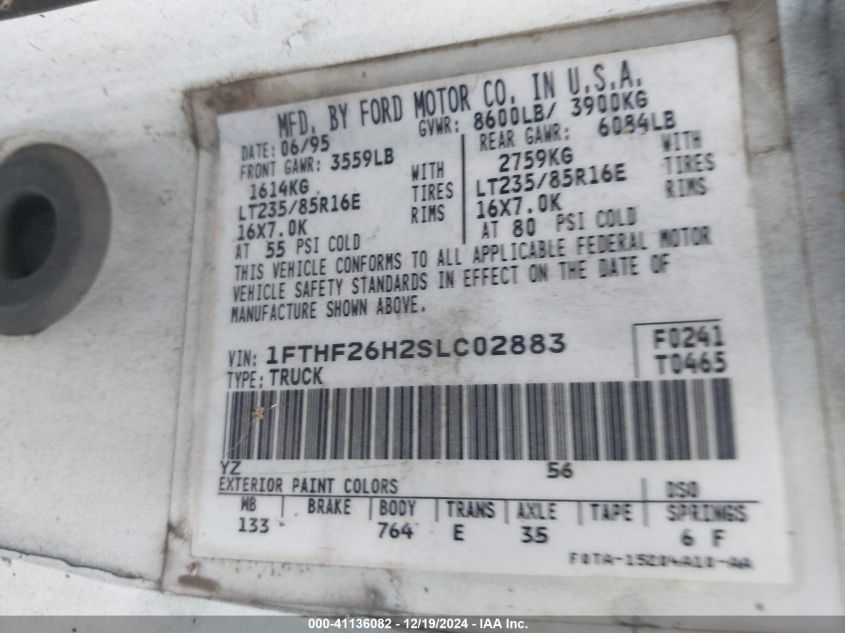 MFD. BY FORD MOTOR CO. IN U.S.A.
DATE: 06/95 GVWR: 8600LB/ 3900KG
FRONT GAWR: 3559LB REAR GAWR: 6084LB
1614KG WITH 2759KG WITH
LT235/85R16E TIRES LT235/85R16E TIRES
16X7.0K RIMS 16X7.0K RIMS
AT 55 PSI COLD AT 80 PSI COLD
THIS VEHICLE CONFORMS TO ALL APPLICABLE FEDERAL MOTOR
VEHICLE SAFETY STANDARDS IN EFFECT ON THE DATE OF
MANUFACTURE SHOWN ABOVE.
VIN: 1FTHF26H2SLC02883 F0241
TYPE: TRUCK T0465
YZ 56
EXTERIOR PAINT COLORS DSO
WB BRAKE BODY TRANS AXLE TAPE SPRINGS
133 764 E 35 6 F
F0TA-15204A10-AA
000-41136082 - 12/19/2024 - IAA Inc.